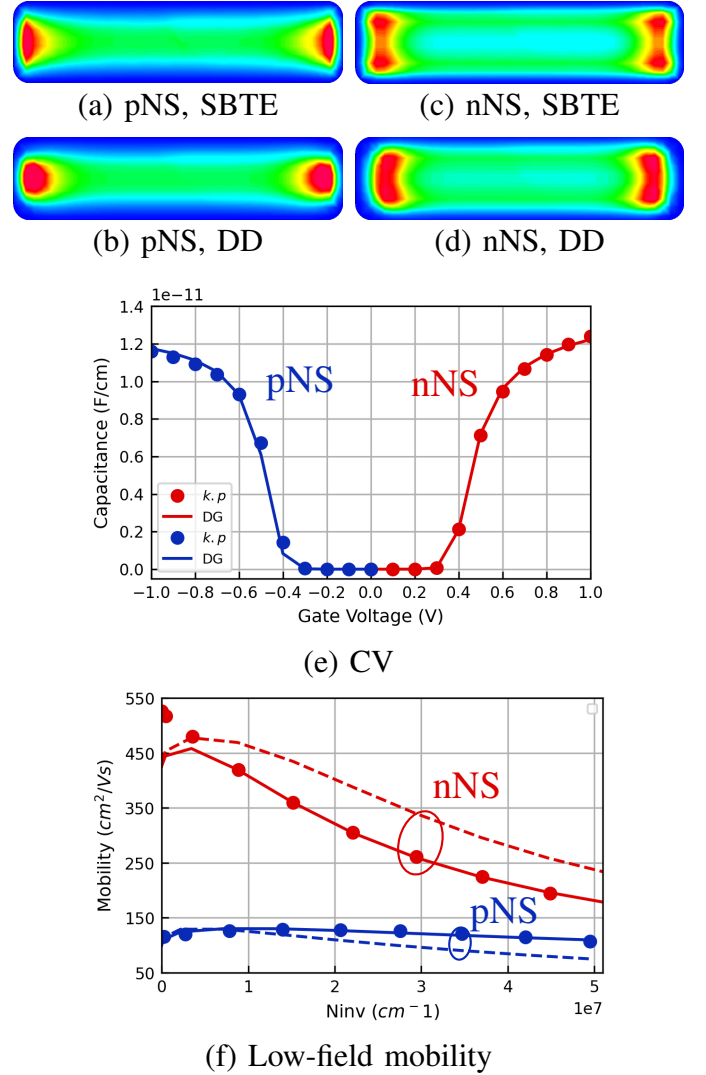 (a) pNS, SBTE
(c) nNS, SBTE
(b) pNS, DD
(d) nNS, DD
1e−11
1.4
1.2
1.0
0.8
0.6
0.4
0.2
0.0
Capacitance (F/cm)
pNS
nNS
k.p
DG
k.p
DG
−1.0 −0.8 −0.6 −0.4 −0.2 0.0 0.2 0.4 0.6 0.8 1.0
Gate Voltage (V)
(e) CV
550
450
350
250
150
50
Mobility (cm²/Vs)
nNS
pNS
0 1 2 3 4 5
1e7
Ninv (cm⁻1)
(f) Low-field mobility